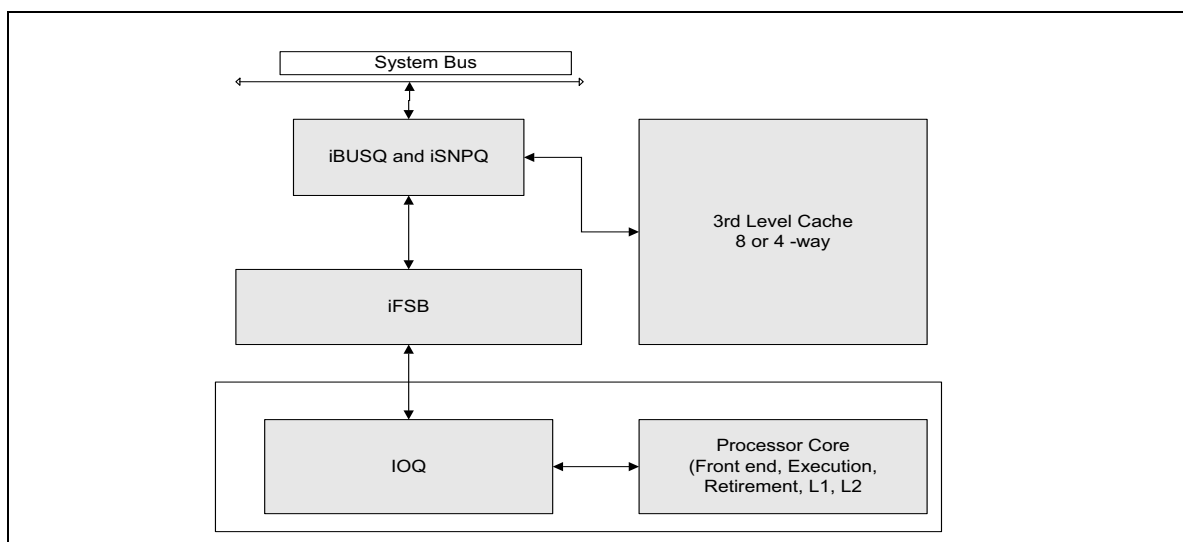 System Bus
iBUSQ and iSNPQ
3rd Level Cache
8 or 4 -way
iFSB
IOQ
Processor Core
(Front end, Execution,
Retirement, L1, L2